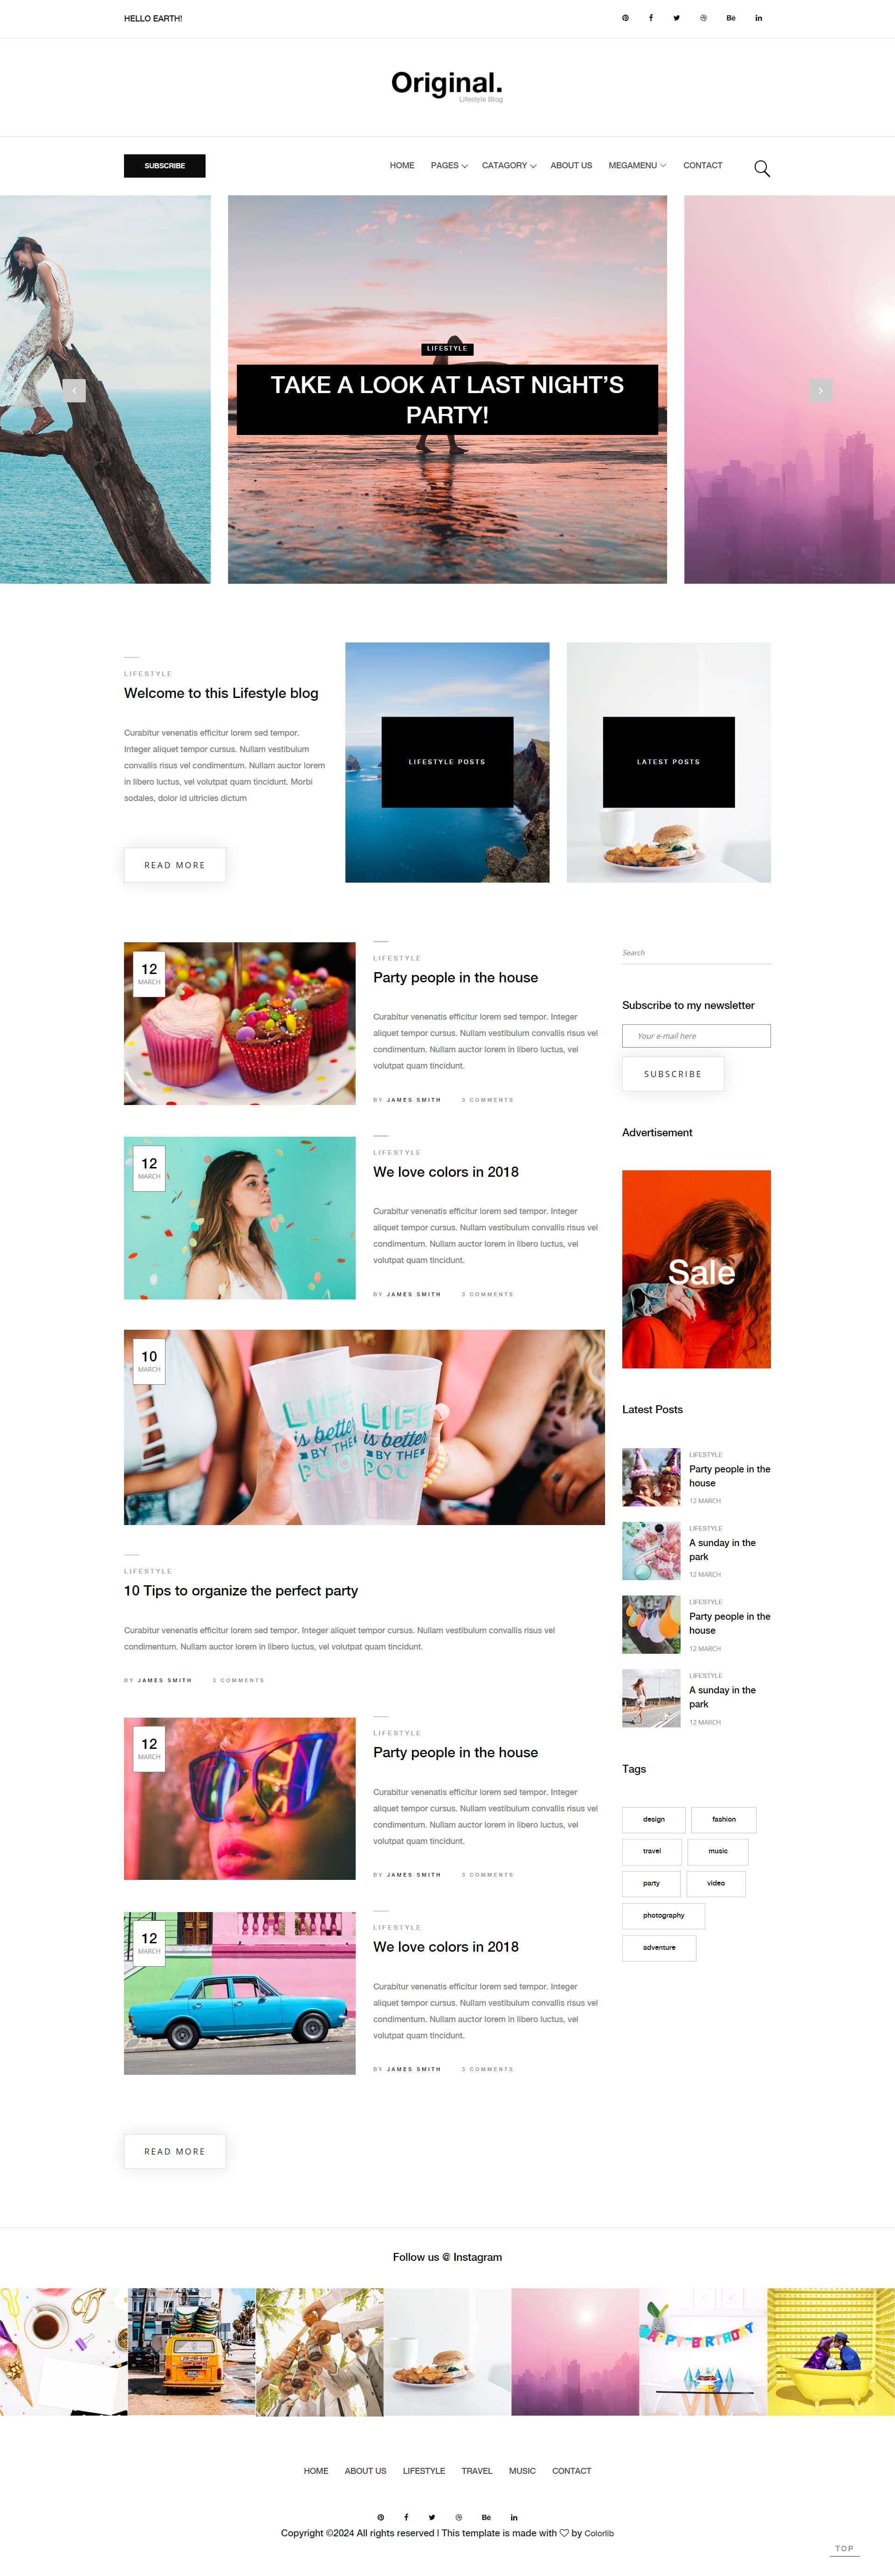 HELLO EARTH!
Bé
Original.
Lifestyle Blog
SUBSCRIBE
HOME PAGES CATAGORY ABOUT US MEGAMENU CONTACT
LIFESTYLE
TAKE A LOOK AT LAST NIGHT’S
PARTY!
LIFESTYLE
Welcome to this Lifestyle blog
Curabitur venenatis efficitur lorem sed tempor.
Integer aliquet tempor cursus. Nullam vestibulum
convallis risus vel condimentum. Nullam auctor lorem
in libero luctus, vel volutpat quam tincidunt. Morbi
sodales, dolor id ultricies dictum
READ MORE
LIFESTYLE POSTS
LATEST POSTS
12
MARCH
LIFESTYLE
Party people in the house
Curabitur venenatis efficitur lorem sed tempor. Integer
aliquet tempor cursus. Nullam vestibulum convallis risus vel
condimentum. Nullam auctor lorem in libero luctus, vel
volutpat quam tincidunt.
BY JAMES SMITH 3 COMMENTS
12
MARCH
LIFESTYLE
We love colors in 2018
Curabitur venenatis efficitur lorem sed tempor. Integer
aliquet tempor cursus. Nullam vestibulum convallis risus vel
condimentum. Nullam auctor lorem in libero luctus, vel
volutpat quam tincidunt.
BY JAMES SMITH 3 COMMENTS
10
MARCH
LIFE
is better
BY THE
POOL
LIFE
is better
BY THE
POOL
LIFESTYLE
10 Tips to organize the perfect party
Curabitur venenatis efficitur lorem sed tempor. Integer aliquet tempor cursus. Nullam vestibulum convallis risus vel
condimentum. Nullam auctor lorem in libero luctus, vel volutpat quam tincidunt.
BY JAMES SMITH 3 COMMENTS
12
MARCH
LIFESTYLE
Party people in the house
Curabitur venenatis efficitur lorem sed tempor. Integer
aliquet tempor cursus. Nullam vestibulum convallis risus vel
condimentum. Nullam auctor lorem in libero luctus, vel
volutpat quam tincidunt.
BY JAMES SMITH 3 COMMENTS
12
MARCH
LIFESTYLE
We love colors in 2018
Curabitur venenatis efficitur lorem sed tempor. Integer
aliquet tempor cursus. Nullam vestibulum convallis risus vel
condimentum. Nullam auctor lorem in libero luctus, vel
volutpat quam tincidunt.
BY JAMES SMITH 3 COMMENTS
READ MORE
Search
Subscribe to my newsletter
Your e-mail here
SUBSCRIBE
Advertisement
Sale
Latest Posts
LIFESTYLE
Party people in the
house
12 MARCH
LIFESTYLE
A sunday in the
park
12 MARCH
LIFESTYLE
Party people in the
house
12 MARCH
LIFESTYLE
A sunday in the
park
12 MARCH
Tags
design fashion
travel music
party video
photography
adventure
Follow us @ Instagram
HAPPY BIRTHDAY
HOME ABOUT US LIFESTYLE TRAVEL MUSIC CONTACT
Bé
Copyright ©2024 All rights reserved | This template is made with ♡ by Colorlib
TOP